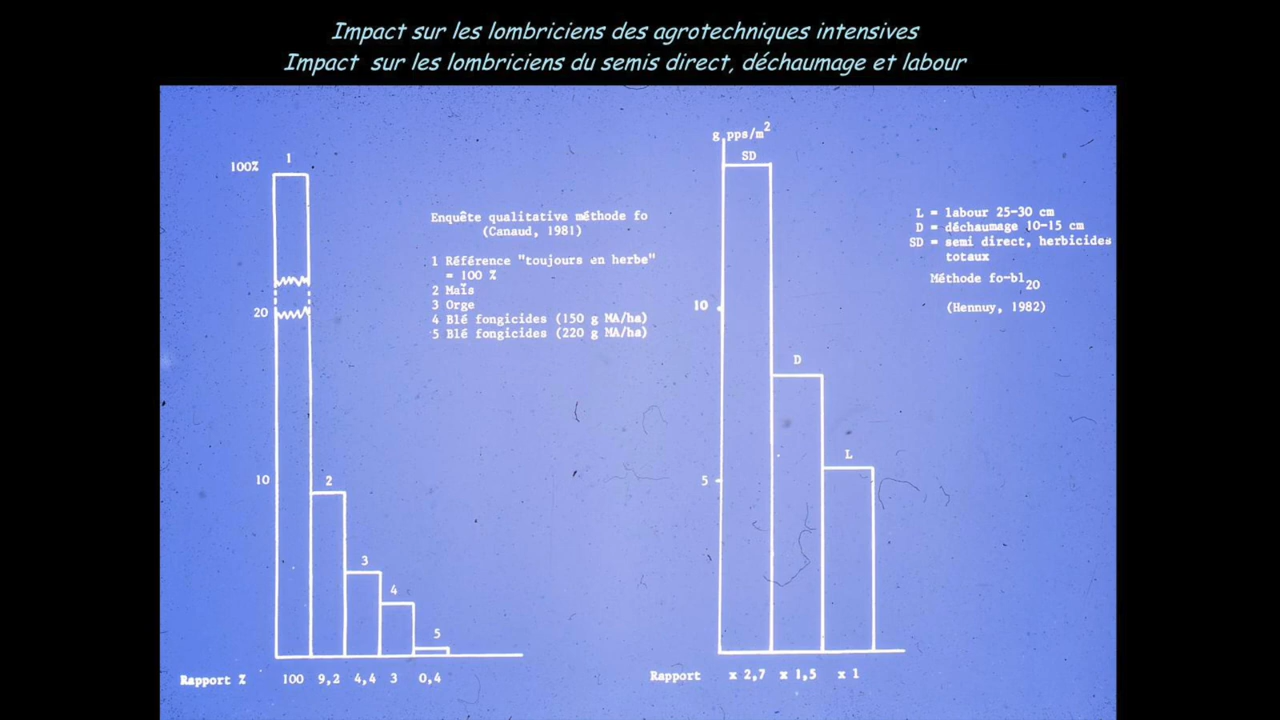 Impact sur les lombriciens des agrotechniques intensives
Impact sur les lombriciens du semis direct, déchaumage et labour
100%
1
20
10
2
3
4
5
Rapport % 100 9,2 4,4 3 0,4
Enquête qualitative méthode fo
(Canaud, 1981)
1 Référence "toujours en herbe"
= 100 %
2 Maïs
3 Orge
4 Blé fongicides (150 g MA/ha)
5 Blé fongicides (220 g MA/ha)
g pps/m2
SD
10
D
L
5
Rapport x 2,7 x 1,5 x 1
L = labour 25-30 cm
D = déchaumage 10-15 cm
SD = semi direct, herbicides
totaux
Méthode fo-bl20
(Hennuy, 1982)